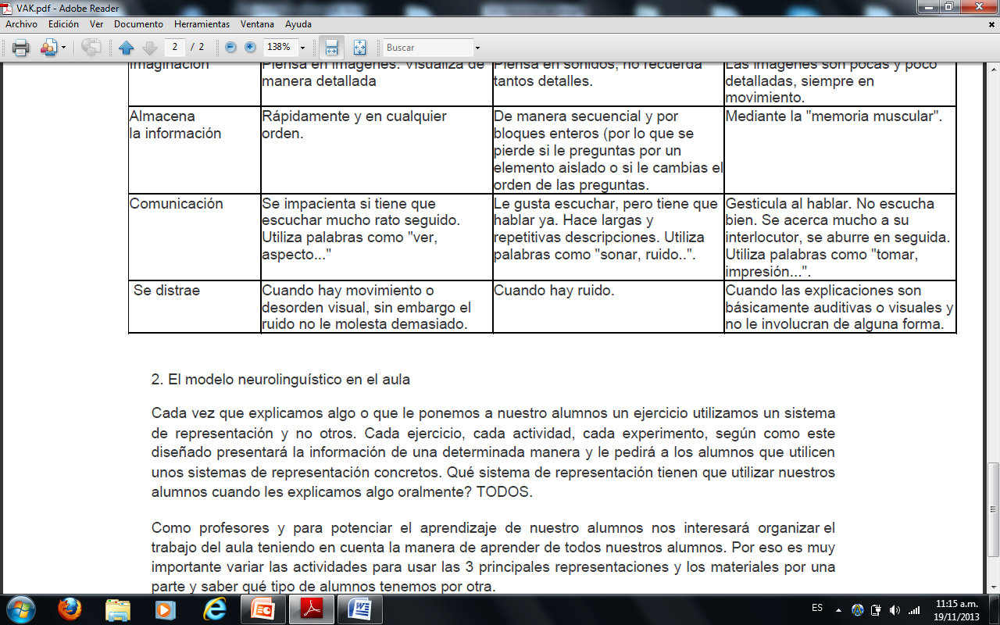 VAK.pdf - Adobe Reader
Archivo Edición Ver Documento Herramientas Ventana Ayuda
2 / 2 138% Buscar
Imaginación
Piensa en imágenes. Visualiza de
manera detallada
Piensa en sonidos, no recuerda
tantos detalles.
Las imágenes son pocas y poco
detalladas, siempre en
movimiento.
Almacena
la información
Rápidamente y en cualquier
orden.
De manera secuencial y por
bloques enteros (por lo que se
pierde si le preguntas por un
elemento aislado o si le cambias el
orden de las preguntas.
Mediante la "memoria muscular".
Comunicación
Se impacienta si tiene que
escuchar mucho rato seguido.
Utiliza palabras como "ver,
aspecto..."
Le gusta escuchar, pero tiene que
hablar ya. Hace largas y
repetitivas descripciones. Utiliza
palabras como "sonar, ruido..".
Gesticula al hablar. No escucha
bien. Se acerca mucho a su
interlocutor, se aburre en seguida.
Utiliza palabras como "tomar,
impresión...".
Se distrae
Cuando hay movimiento o
desorden visual, sin embargo el
ruido no le molesta demasiado.
Cuando hay ruido.
Cuando las explicaciones son
básicamente auditivas o visuales y
no le involucran de alguna forma.
2. El modelo neurolinguístico en el aula
Cada vez que explicamos algo o que le ponemos a nuestro alumnos un ejercicio utilizamos un sistema
de representación y no otros. Cada ejercicio, cada actividad, cada experimento, según como este
diseñado presentará la información de una determinada manera y le pedirá a los alumnos que utilicen
unos sistemas de representación concretos. Qué sistema de representación tienen que utilizar nuestros
alumnos cuando les explicamos algo oralmente? TODOS.
Como profesores y para potenciar el aprendizaje de nuestro alumnos nos interesará organizar el
trabajo del aula teniendo en cuenta la manera de aprender de todos nuestros alumnos. Por eso es muy
importante variar las actividades para usar las 3 principales representaciones y los materiales por una
parte y saber qué tipo de alumnos tenemos por otra.
ES
11:15 a.m.
19/11/2013